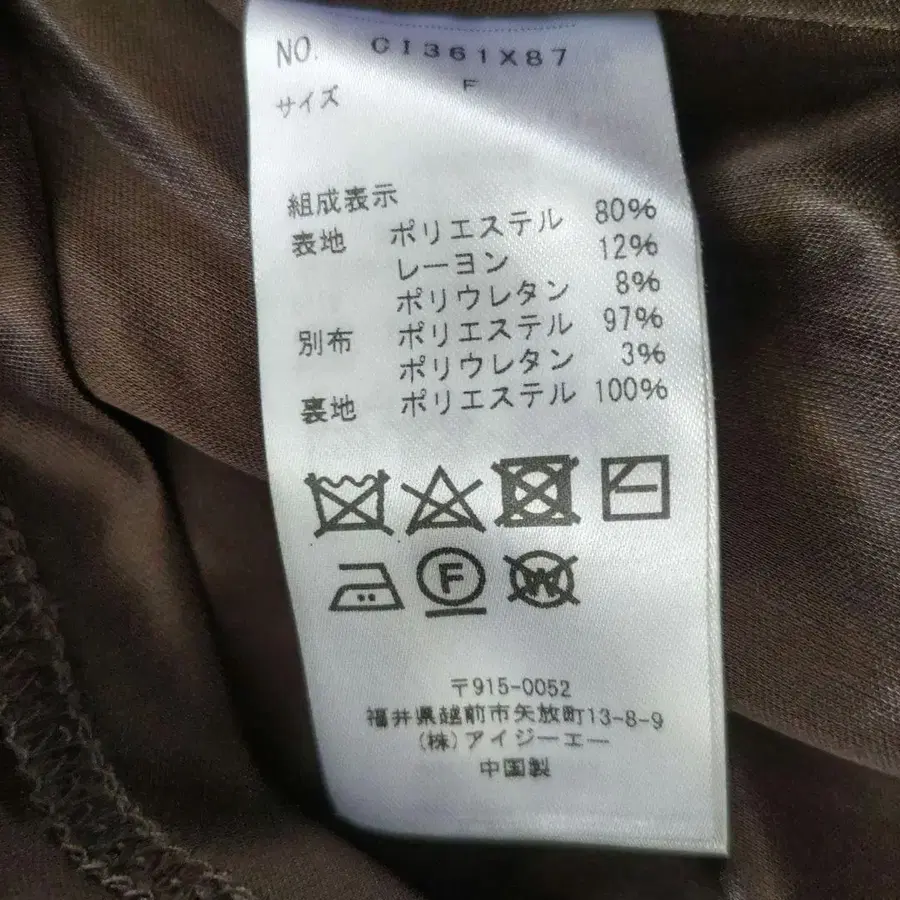 NO. CI361X87
サイズ F
組成表示
表地 ポリエステル 80%
レーヨン 12%
ポリウレタン 8%
別布 ポリエステル 97%
ポリウレタン 3%
裏地 ポリエステル 100%
F W
〒915-0052
福井県越前市矢放町13-8-9
(株)アイジーエー
中国製